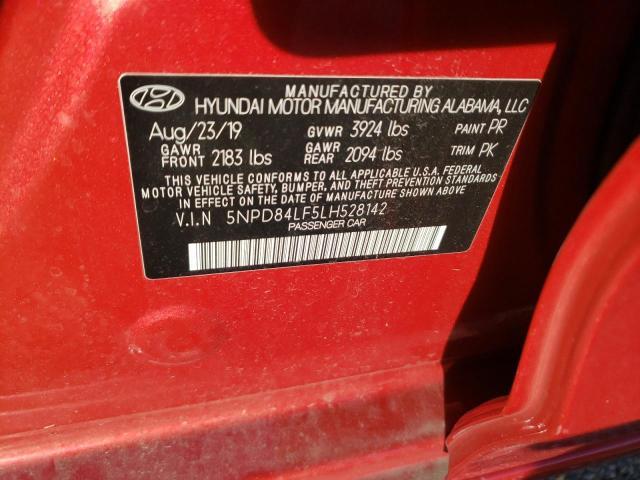 MANUFACTURED BY
HYUNDAI MOTOR MANUFACTURING ALABAMA, LLC
Aug/23/19 GVWR 3924 lbs PAINT PR
GAWR FRONT 2183 lbs GAWR REAR 2094 lbs TRIM PK
THIS VEHICLE CONFORMS TO ALL APPLICABLE U.S.A. FEDERAL
MOTOR VEHICLE SAFETY, BUMPER, AND THEFT PREVENTION
STANDARDS IN EFFECT ON THE DATE OF MANUFACTURE SHOWN ABOVE.
V.I.N 5NPD84LF5LH528142
PASSENGER CAR